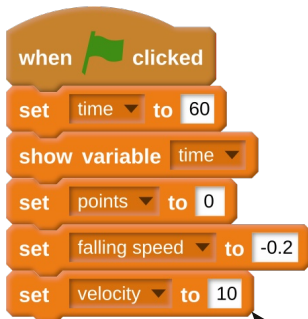 when clicked
set time to 60
show variable time
set points to 0
set falling speed to -0.2
set velocity to 10